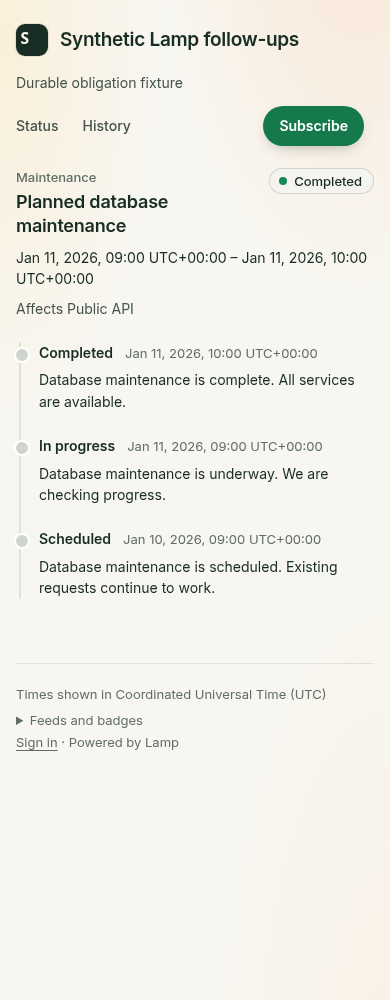 S
Synthetic Lamp follow-ups
Durable obligation fixture
Status
History
Subscribe
Maintenance
Completed
Planned database
maintenance
Jan 11, 2026, 09:00 UTC+00:00 – Jan 11, 2026, 10:00
UTC+00:00
Affects Public API
Completed Jan 11, 2026, 10:00 UTC+00:00
Database maintenance is complete. All services
are available.
In progress Jan 11, 2026, 09:00 UTC+00:00
Database maintenance is underway. We are
checking progress.
Scheduled Jan 10, 2026, 09:00 UTC+00:00
Database maintenance is scheduled. Existing
requests continue to work.
Times shown in Coordinated Universal Time (UTC)
Feeds and badges
Sign in · Powered by Lamp